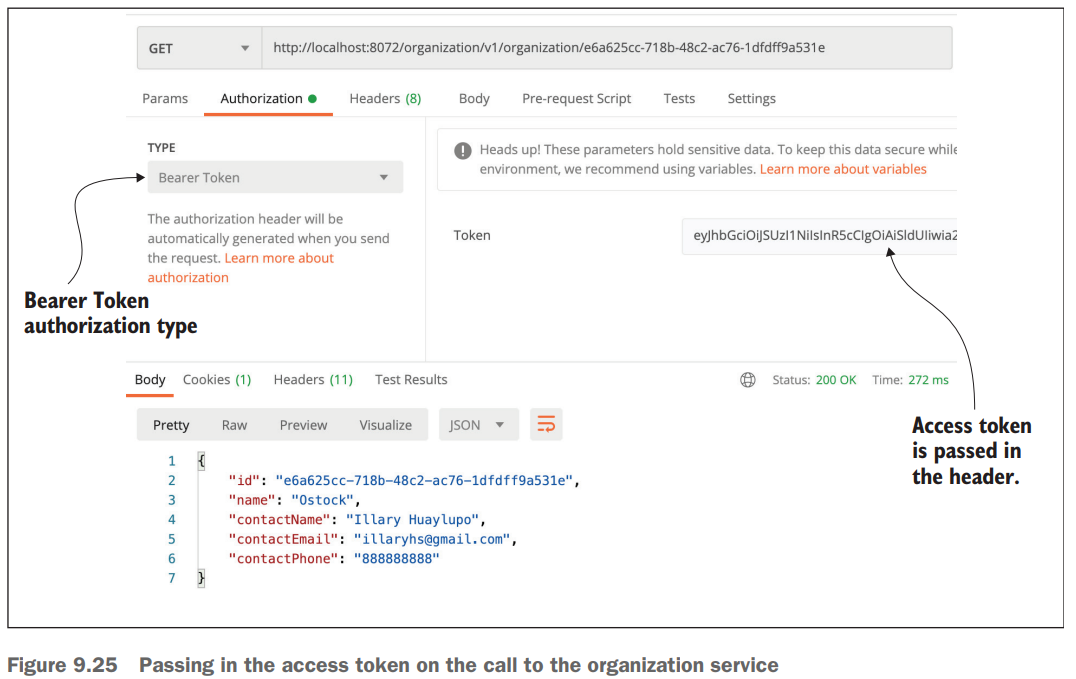 GET
http://localhost:8072/organization/v1/organization/e6a625cc-718b-48c2-ac76-1dfdff9a531e
Params Authorization Headers (8) Body Pre-request Script Tests Settings
TYPE
Bearer Token
The authorization header will be
automatically generated when you send
the request. Learn more about
authorization
Heads up! These parameters hold sensitive data. To keep this data secure while
environment, we recommend using variables. Learn more about variables
Token
eyJhbGciOiJSUzI1NiIsInR5cCIgOiAiSldUIiwia2
Bearer Token
authorization type
Body Cookies (1) Headers (11) Test Results
Status: 200 OK Time: 272 ms
Pretty Raw Preview Visualize JSON
1 {
2 "id": "e6a625cc-718b-48c2-ac76-1dfdff9a531e",
3 "name": "Ostock",
4 "contactName": "Illary Huaylupo",
5 "contactEmail": "illaryhs@gmail.com",
6 "contactPhone": "888888888"
7 }
Access token
is passed in
the header.
Figure 9.25 Passing in the access token on the call to the organization service